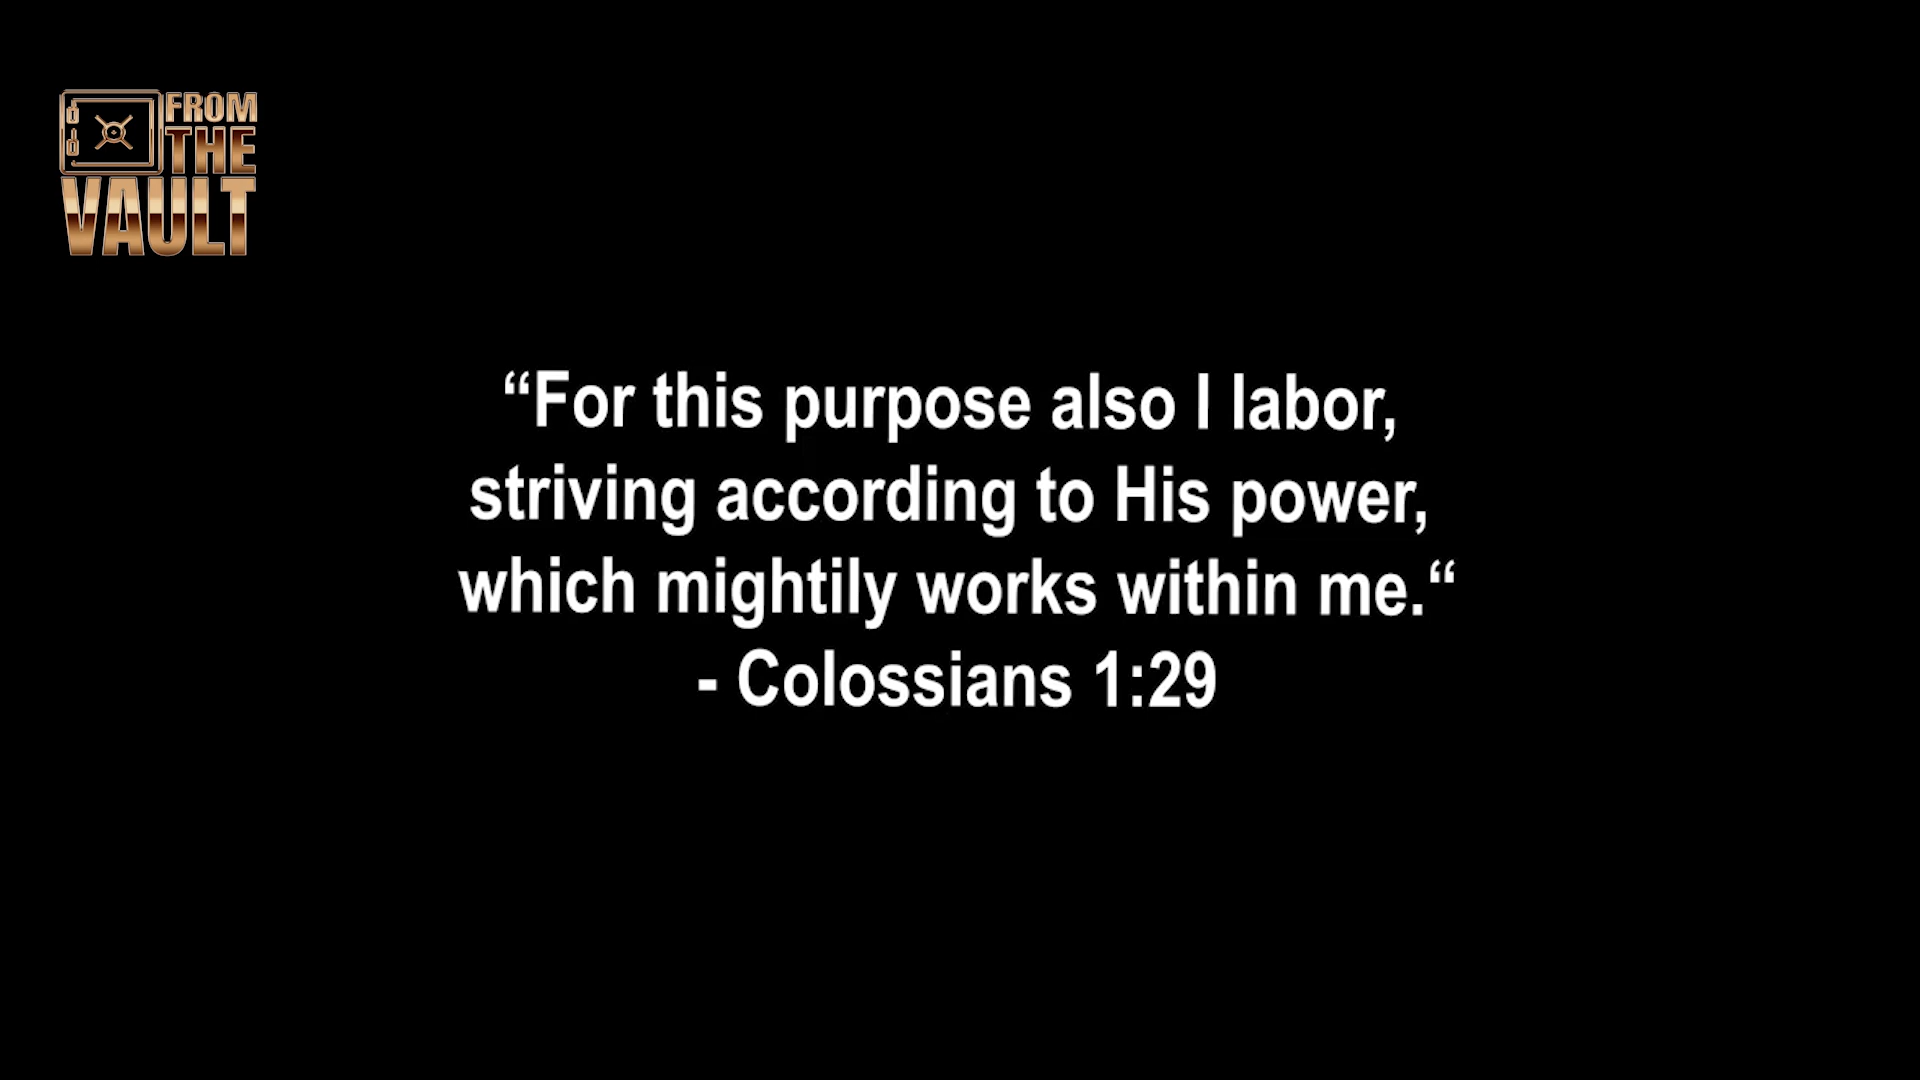 FROM
THE
VAULT
“For this purpose also I labor,
striving according to His power,
which mightily works within me.“
- Colossians 1:29